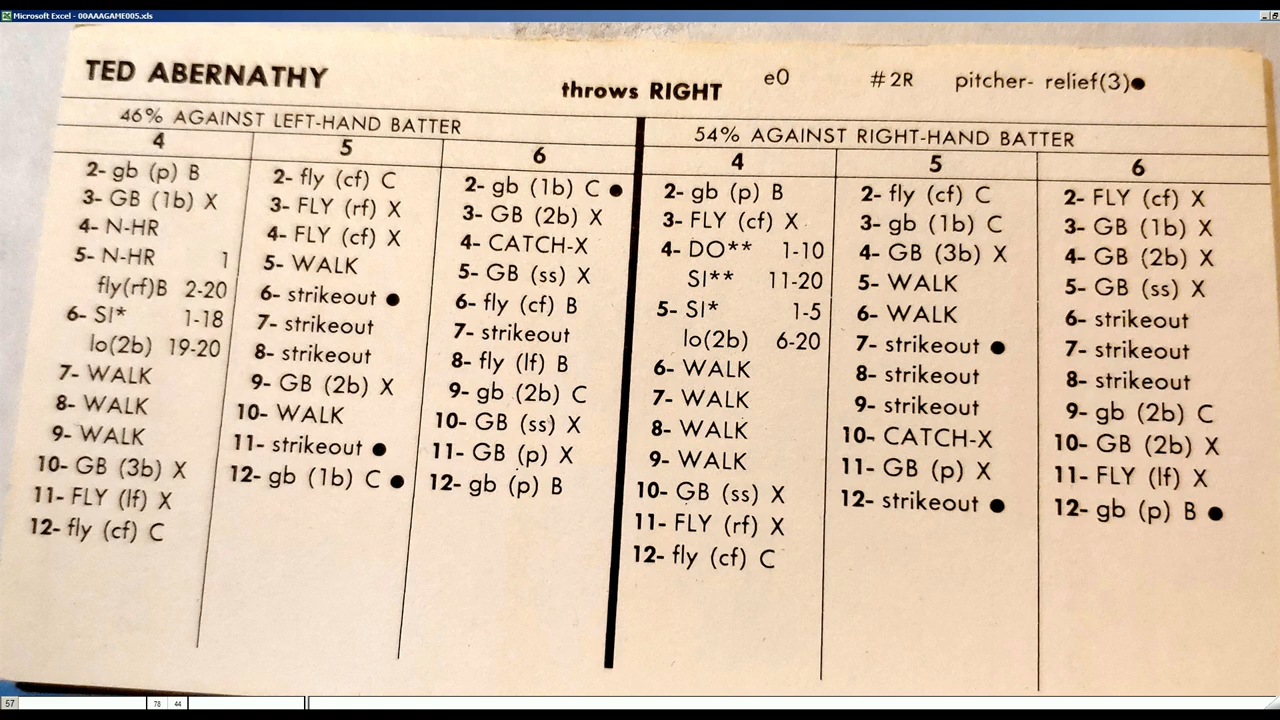 Microsoft Excel - 00AAAGAME005.xls
TED ABERNATHY throws RIGHT e0 #2R pitcher- relief(3)●
46% AGAINST LEFT-HAND BATTER
4
2- gb (p) B
3- GB (1b) X
4- N-HR
5- N-HR 1
fly(rf)B 2-20
6- SI* 1-18
lo(2b) 19-20
7- WALK
8- WALK
9- WALK
10- GB (3b) X
11- FLY (lf) X
12- fly (cf) C
5
2- fly (cf) C
3- FLY (rf) X
4- FLY (cf) X
5- WALK
6- strikeout ●
7- strikeout
8- strikeout
9- GB (2b) X
10- WALK
11- strikeout ●
12- gb (1b) C ●
6
2- gb (1b) C ●
3- GB (2b) X
4- CATCH-X
5- GB (ss) X
6- fly (cf) B
7- strikeout
8- fly (lf) B
9- gb (2b) C
10- GB (ss) X
11- GB (p) X
12- gb (p) B
54% AGAINST RIGHT-HAND BATTER
4
2- gb (p) B
3- FLY (cf) X
4- DO** 1-10
SI** 11-20
5- SI* 1-5
lo(2b) 6-20
6- WALK
7- WALK
8- WALK
9- WALK
10- GB (ss) X
11- FLY (rf) X
12- fly (cf) C
5
2- fly (cf) C
3- gb (1b) C
4- GB (3b) X
5- WALK
6- WALK
7- strikeout ●
8- strikeout
9- strikeout
10- CATCH-X
11- GB (p) X
12- strikeout ●
6
2- FLY (cf) X
3- GB (1b) X
4- GB (2b) X
5- GB (ss) X
6- strikeout
7- strikeout
8- strikeout
9- gb (2b) C
10- GB (2b) X
11- FLY (lf) X
12- gb (p) B ●
57 78 44